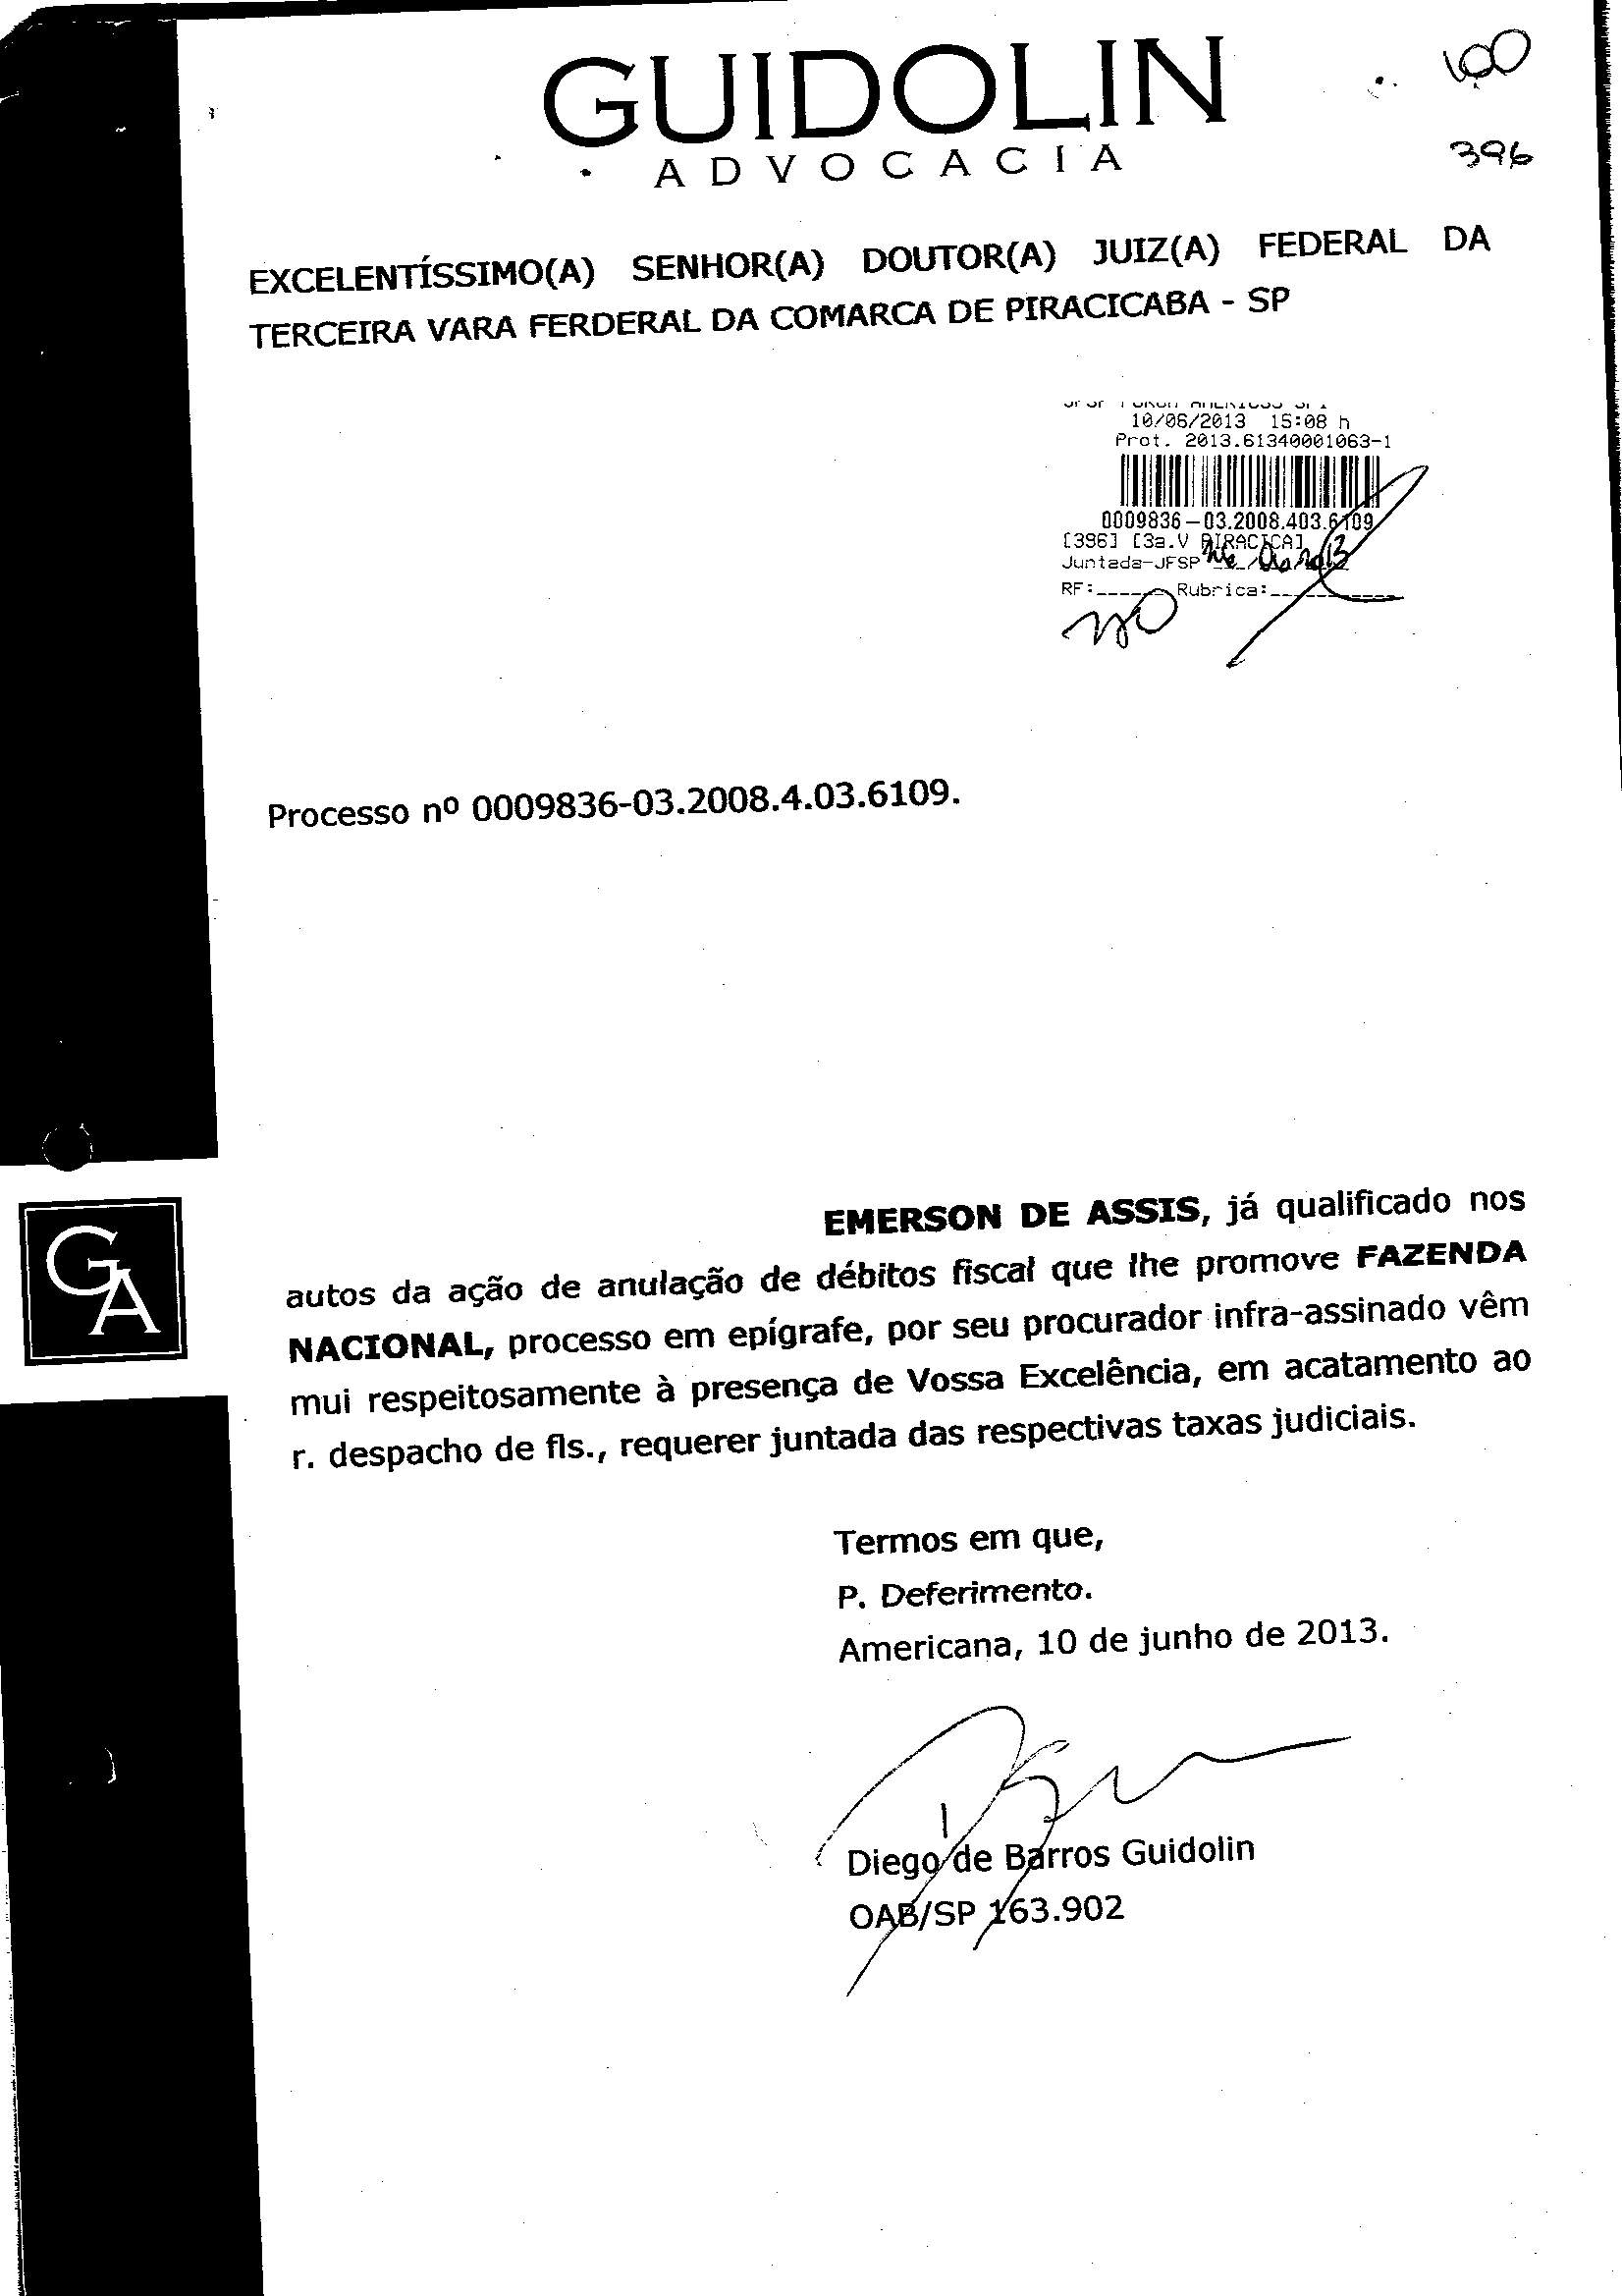 GUIDOLIN
ADVOCACIA
396
EXCELENTÍSSIMO(A) SENHOR(A) DOUTOR(A) JUIZ(A) FEDERAL DA
TERCEIRA VARA FERDERAL DA COMARCA DE PIRACICABA - SP
10/06/2013 15:08 h
Prot. 2013.61340001063-1
0009836-03.2008.403.6109
[396] [3a.V PIRACICA]
Juntada-JFSP
RF:______ Rubrica:____________
Processo nº 0009836-03.2008.4.03.6109.
GA
EMERSON DE ASSIS, já qualificado nos
autos da ação de anulação de débitos fiscal que lhe promove FAZENDA
NACIONAL, processo em epígrafe, por seu procurador infra-assinado vêm
mui respeitosamente à presença de Vossa Excelência, em acatamento ao
r. despacho de fls., requerer juntada das respectivas taxas judiciais.
Termos em que,
P. Deferimento.
Americana, 10 de junho de 2013.
Diego de Barros Guidolin
OAB/SP 163.902